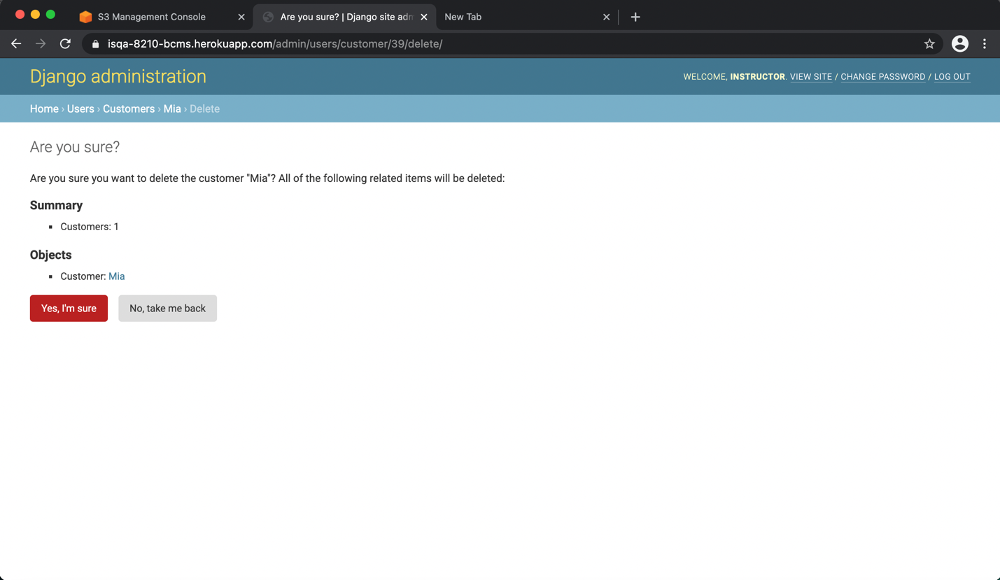 S3 Management Console
Are you sure? | Django site adm
New Tab
isqa-8210-bcms.herokuapp.com/admin/users/customer/39/delete/
Django administration
WELCOME, INSTRUCTOR. VIEW SITE / CHANGE PASSWORD / LOG OUT
Home › Users › Customers › Mia › Delete
Are you sure?
Are you sure you want to delete the customer "Mia"? All of the following related items will be deleted:
Summary
Customers: 1
Objects
Customer: Mia
Yes, I'm sure
No, take me back